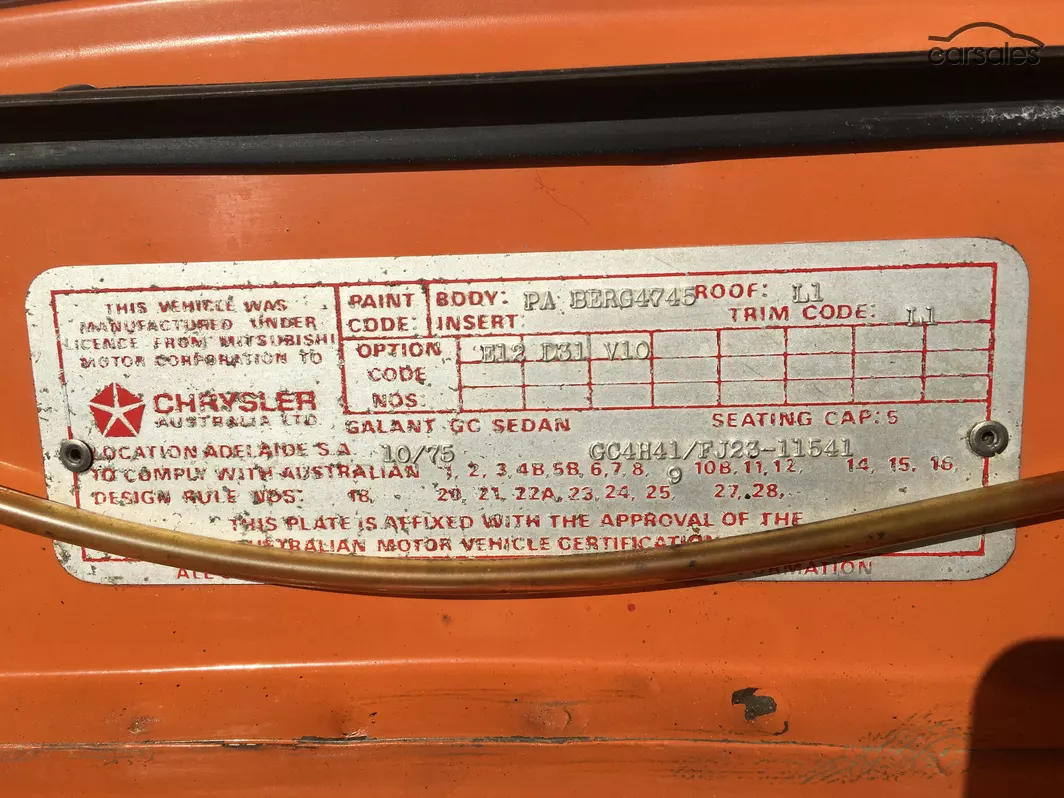 carsales
THIS VEHICLE WAS
MANUFACTURED UNDER
LICENCE FROM MITSUBISHI
MOTOR CORPORATION TO
CHRYSLER
AUSTRALIA LTD.
PAINT CODE: BODY: PA BERG4745 ROOF: L1
INSERT: TRIM CODE: L1
OPTION CODE NOS: E12 D31 V10
GALANT GC SEDAN SEATING CAP: 5
LOCATION ADELAIDE S.A. 10/75 GC4H41/FJ23-11541
TO COMPLY WITH AUSTRALIAN 1, 2, 3, 4B, 5B, 6, 7, 8, 9 10B, 11, 12, 14, 15, 16,
DESIGN RULE NOS: 18, 20, 21, 22A, 23, 24, 25, 27, 28,
THIS PLATE IS AFFIXED WITH THE APPROVAL OF THE
MOTOR VEHICLE